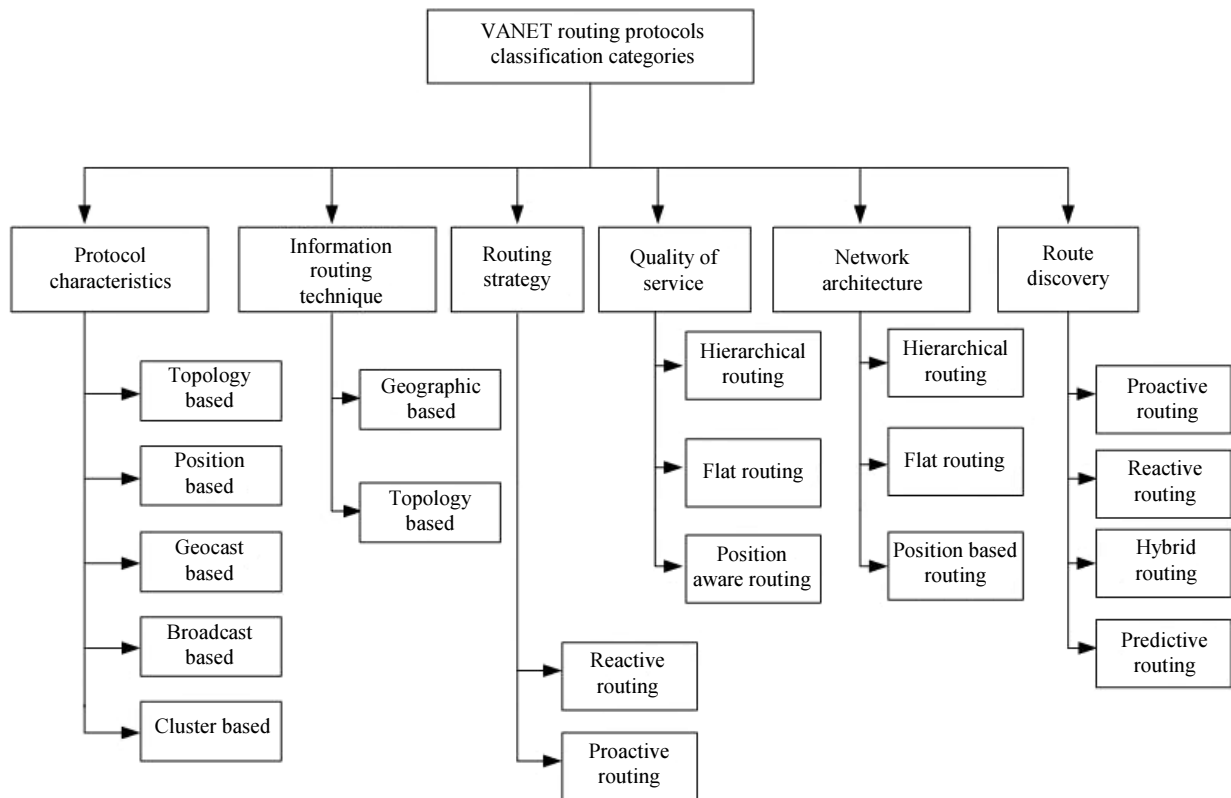 VANET routing protocols
classification categories
Protocol
characteristics
Information
routing
technique
Routing
strategy
Quality of
service
Network
architecture
Route
discovery
Topology
based
Position
based
Geocast
based
Broadcast
based
Cluster based
Geographic
based
Topology
based
Reactive
routing
Proactive
routing
Hierarchical
routing
Flat routing
Position
aware routing
Hierarchical
routing
Flat routing
Position based
routing
Proactive
routing
Reactive
routing
Hybrid
routing
Predictive
routing